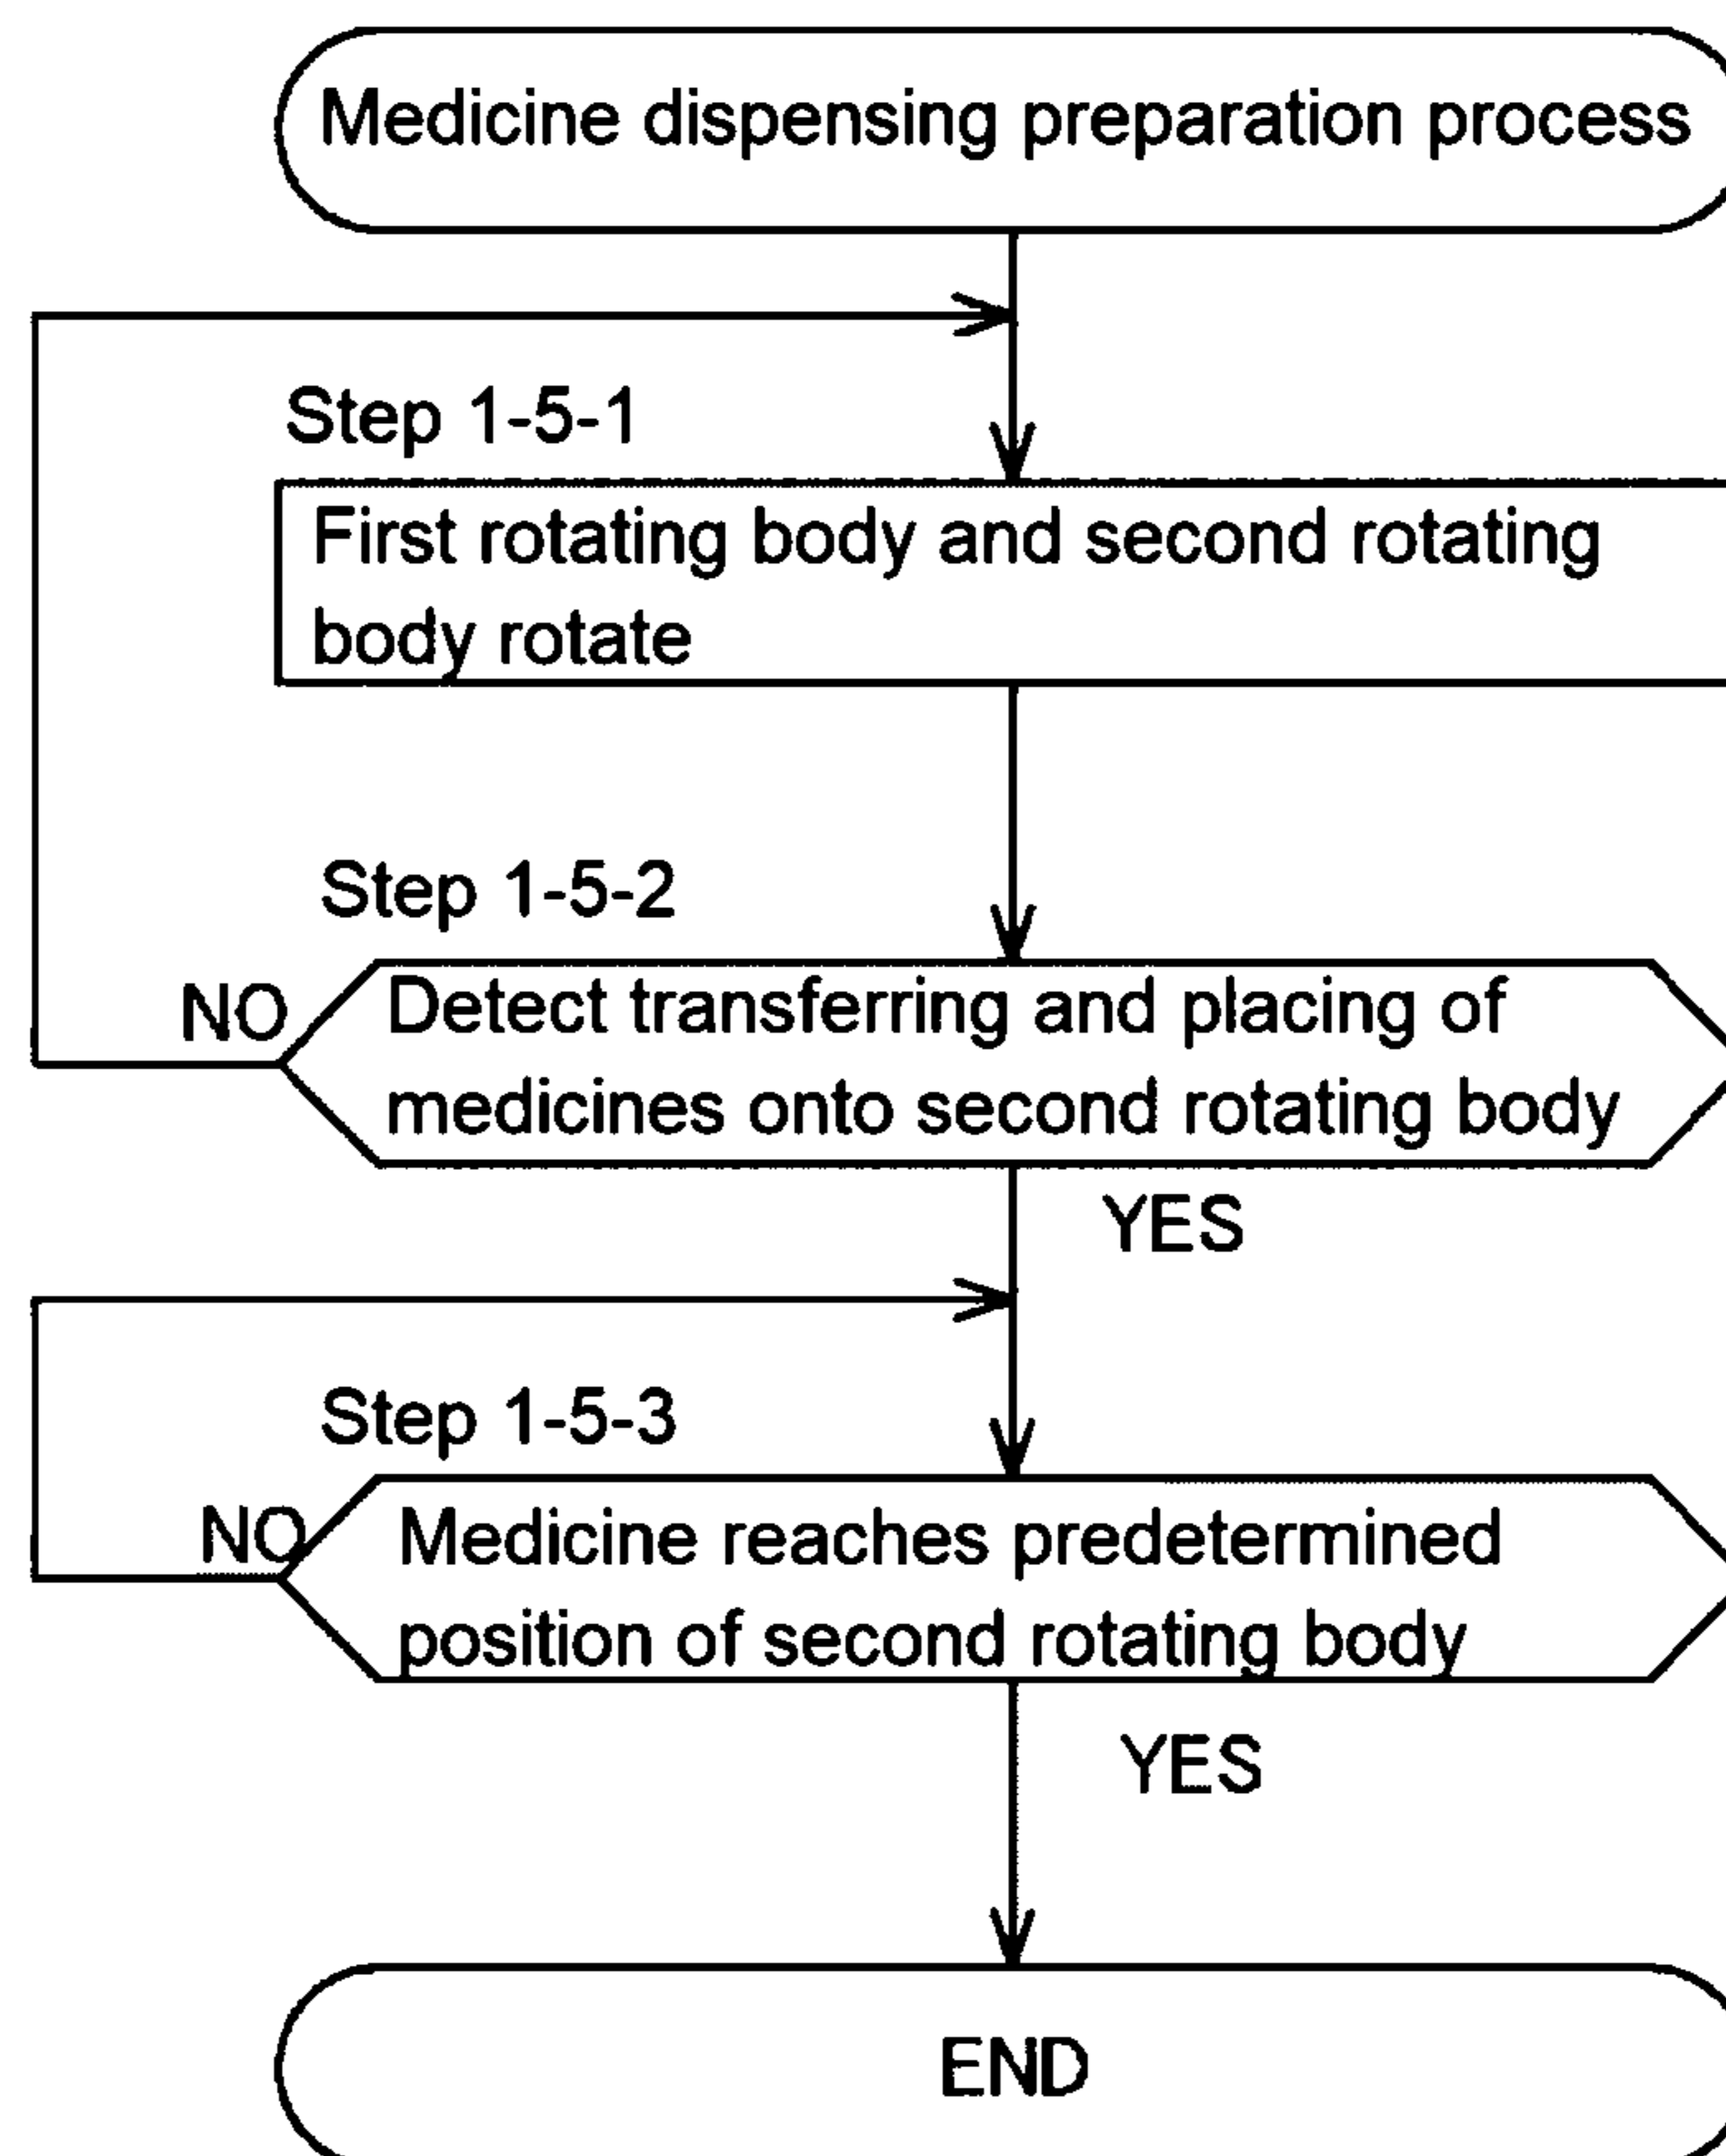 Medicine dispensing preparation process
Step 1-5-1
First rotating body and second rotating
body rotate
Step 1-5-2
NO
Detect transferring and placing of
medicines onto second rotating body
YES
Step 1-5-3
NO
Medicine reaches predetermined
position of second rotating body
YES
END